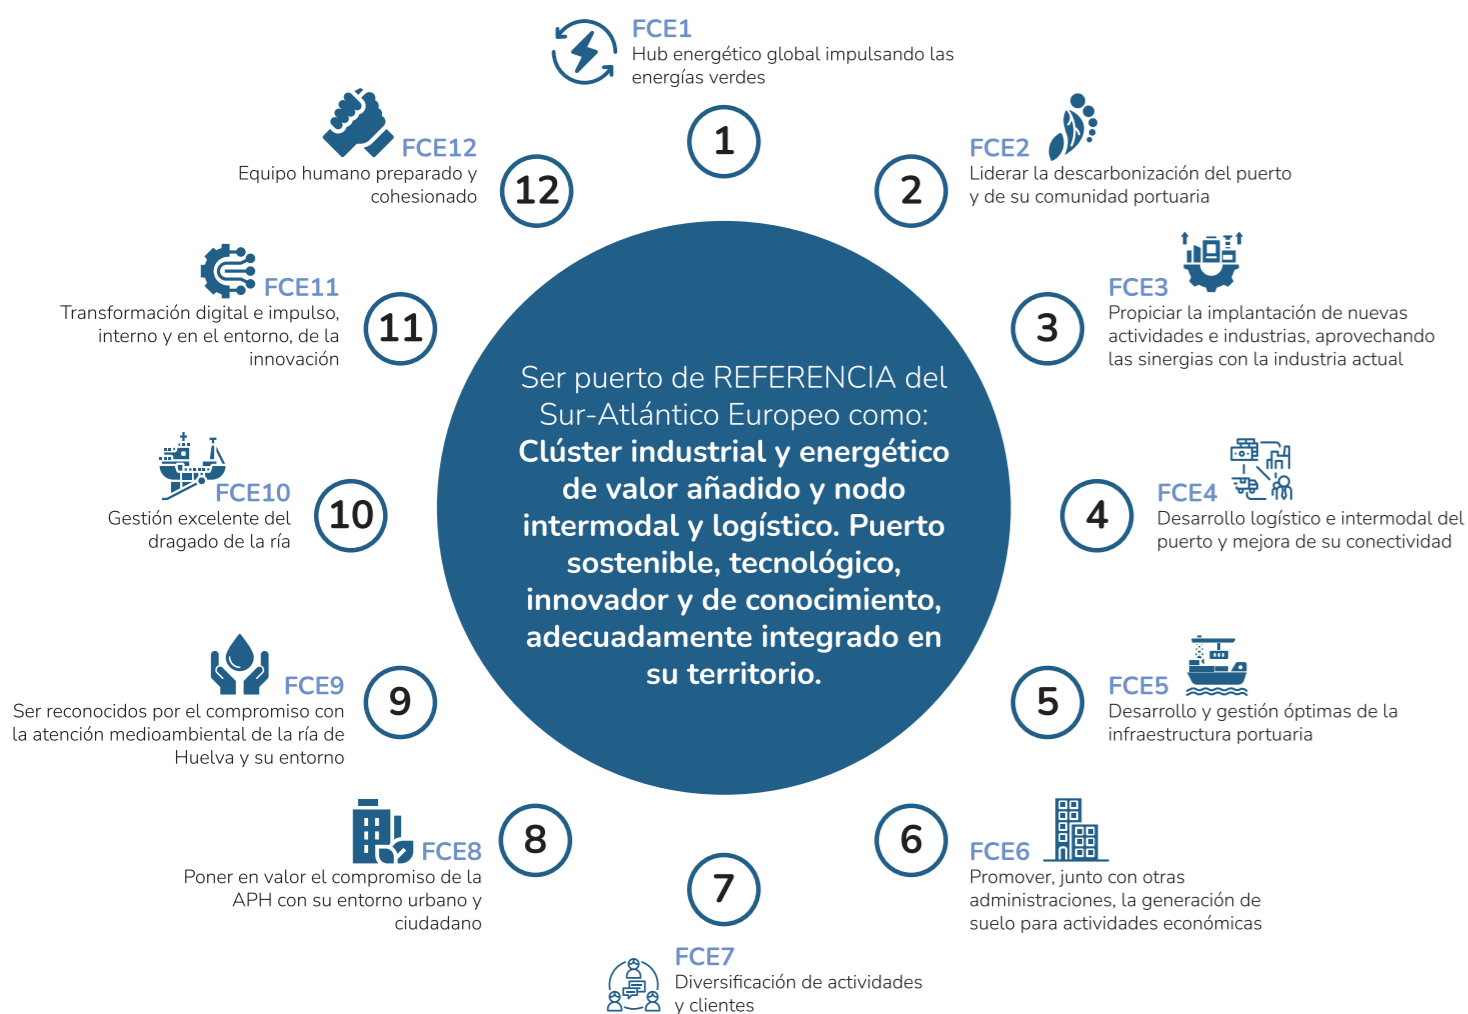 FCE1
Hub energético global impulsando las
energías verdes
1
FCE2
Liderar la descarbonización del puerto
y de su comunidad portuaria
2
FCE3
Propiciar la implantación de nuevas
actividades e industrias, aprovechando
las sinergias con la industria actual
3
FCE4
Desarrollo logístico e intermodal del
puerto y mejora de su conectividad
4
FCE5
Desarrollo y gestión óptimas de la
infraestructura portuaria
5
FCE6
Promover, junto con otras
administraciones, la generación de
suelo para actividades económicas
6
7
FCE7
Diversificación de actividades
y clientes
8
FCE8
Poner en valor el compromiso de la
APH con su entorno urbano y
ciudadano
9
FCE9
Ser reconocidos por el compromiso con
la atención medioambiental de la ría de
Huelva y su entorno
10
FCE10
Gestión excelente del
dragado de la ría
11
FCE11
Transformación digital e impulso,
interno y en el entorno, de la
innovación
12
FCE12
Equipo humano preparado y
cohesionado
Ser puerto de REFERENCIA del
Sur-Atlántico Europeo como:
Clúster industrial y energético
de valor añadido y nodo
intermodal y logístico. Puerto
sostenible, tecnológico,
innovador y de conocimiento,
adecuadamente integrado en
su territorio.